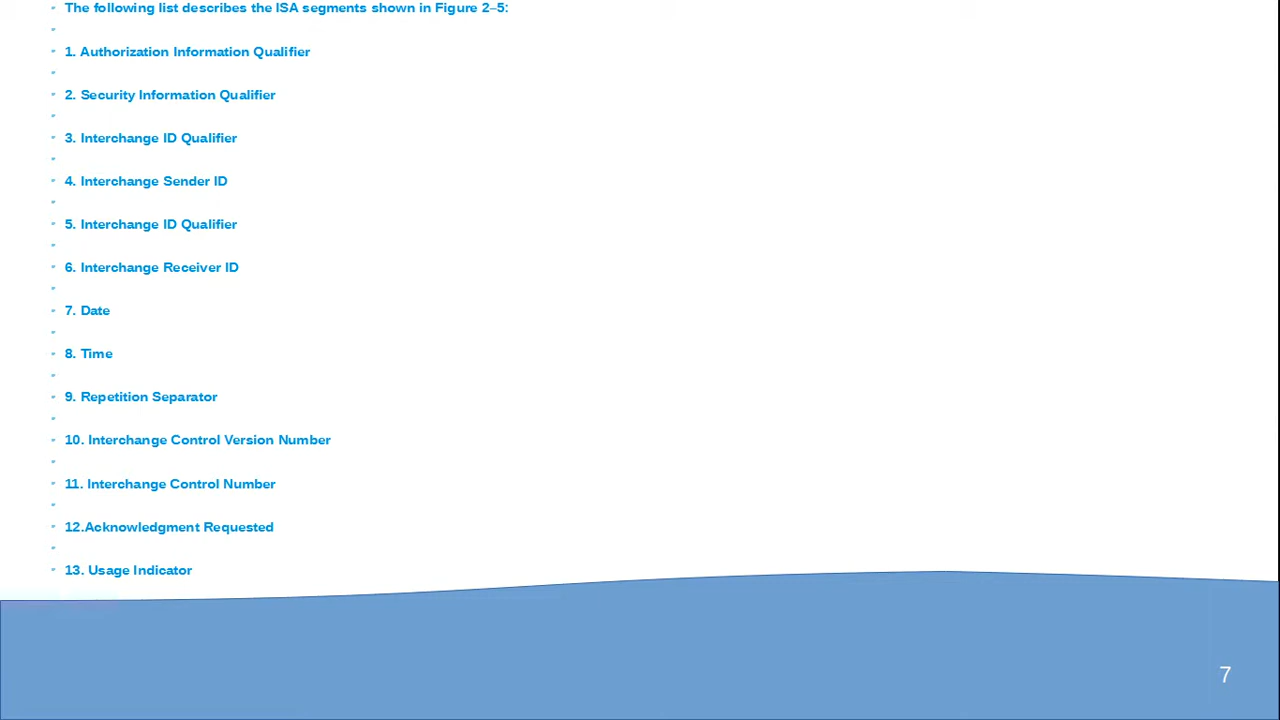 The following list describes the ISA segments shown in Figure 2–5:
1. Authorization Information Qualifier
2. Security Information Qualifier
3. Interchange ID Qualifier
4. Interchange Sender ID
5. Interchange ID Qualifier
6. Interchange Receiver ID
7. Date
8. Time
9. Repetition Separator
10. Interchange Control Version Number
11. Interchange Control Number
12.Acknowledgment Requested
13. Usage Indicator
7